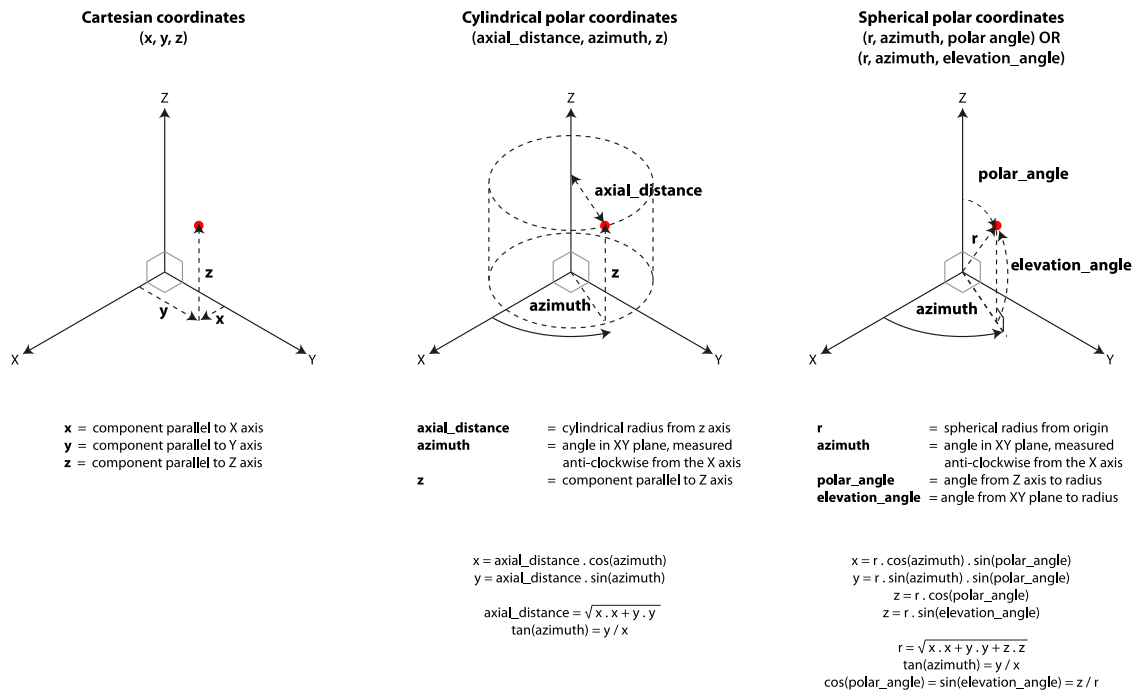 Cartesian coordinates
(x, y, z)
Z
z
y
x
X
Y
x = component parallel to X axis
y = component parallel to Y axis
z = component parallel to Z axis
Cylindrical polar coordinates
(axial_distance, azimuth, z)
Z
axial_distance
z
azimuth
X
Y
axial_distance = cylindrical radius from z axis
azimuth = angle in XY plane, measured
anti-clockwise from the X axis
z = component parallel to Z axis
x = axial_distance . cos(azimuth)
y = axial_distance . sin(azimuth)
axial_distance = √x . x + y . y
tan(azimuth) = y / x
Spherical polar coordinates
(r, azimuth, polar angle) OR
(r, azimuth, elevation_angle)
Z
polar_angle
r
elevation_angle
azimuth
X
Y
r = spherical radius from origin
azimuth = angle in XY plane, measured
anti-clockwise from the X axis
polar_angle = angle from Z axis to radius
elevation_angle = angle from XY plane to radius
x = r . cos(azimuth) . sin(polar_angle)
y = r . sin(azimuth) . sin(polar_angle)
z = r . cos(polar_angle)
z = r . sin(elevation_angle)
r = √x . x + y . y + z . z
tan(azimuth) = y / x
cos(polar_angle) = sin(elevation_angle) = z / r